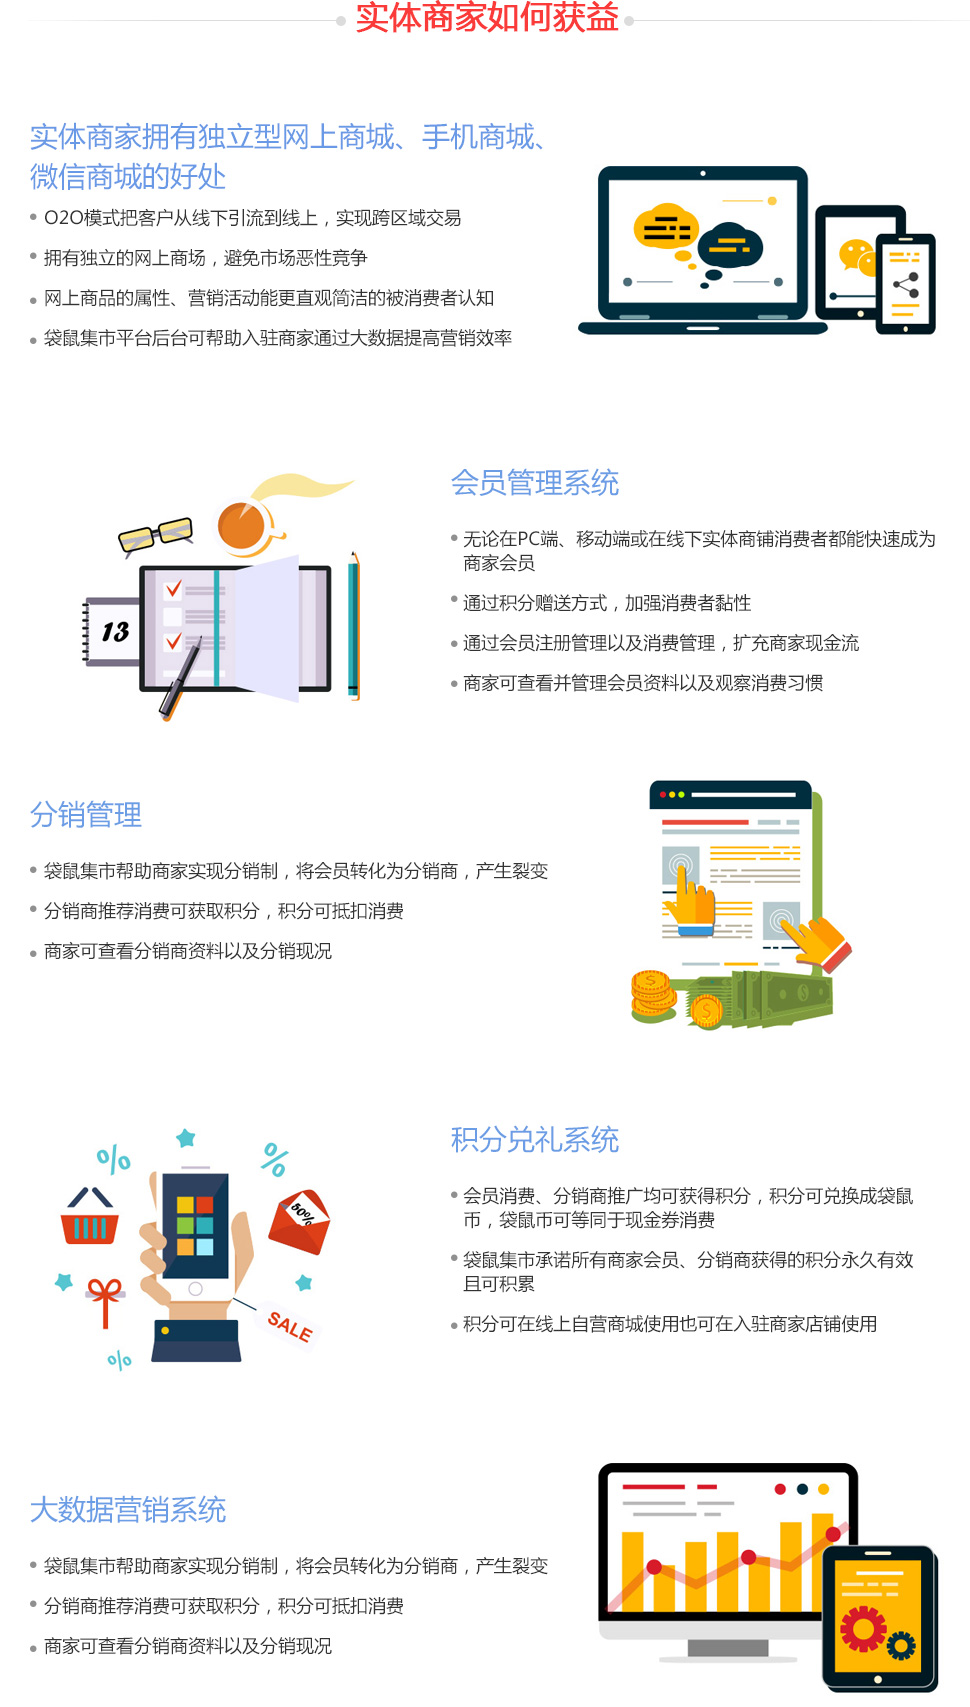 实体商家如何获益
实体商家拥有独立型网上商城、手机商城、
微信商城的好处
O2O模式把客户从线下引流到线上，实现跨区域交易
拥有独立的网上商场，避免市场恶性竞争
网上商品的属性、营销活动能更直观简洁的被消费者认知
袋鼠集市平台后台可帮助入驻商家通过大数据提高营销效率
13
会员管理系统
无论在PC端、移动端或在线下实体商铺消费者都能快速成为
商家会员
通过积分赠送方式，加强消费者黏性
通过会员注册管理以及消费管理，扩充商家现金流
商家可查看并管理会员资料以及观察消费习惯
分销管理
袋鼠集市帮助商家实现分销制，将会员转化为分销商，产生裂变
分销商推荐消费可获取积分，积分可抵扣消费
商家可查看分销商资料以及分销现况
%
%
50%
SALE
%
积分兑礼系统
会员消费、分销商推广均可获得积分，积分可兑换成袋鼠
币，袋鼠币可等同于现金券消费
袋鼠集市承诺所有商家会员、分销商获得的积分永久有效
且可积累
积分可在线上自营商城使用也可在入驻商家店铺使用
大数据营销系统
袋鼠集市帮助商家实现分销制，将会员转化为分销商，产生裂变
分销商推荐消费可获取积分，积分可抵扣消费
商家可查看分销商资料以及分销现况